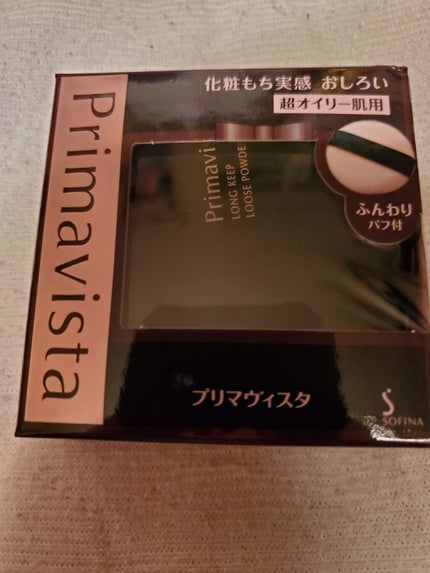 Primavista
化粧もち実感 おしろい
超オイリー肌用
Primavi
LONG KEEP
LOOSE POWDE
ふんわり
パフ付
プリマヴィスタ
SOFINA